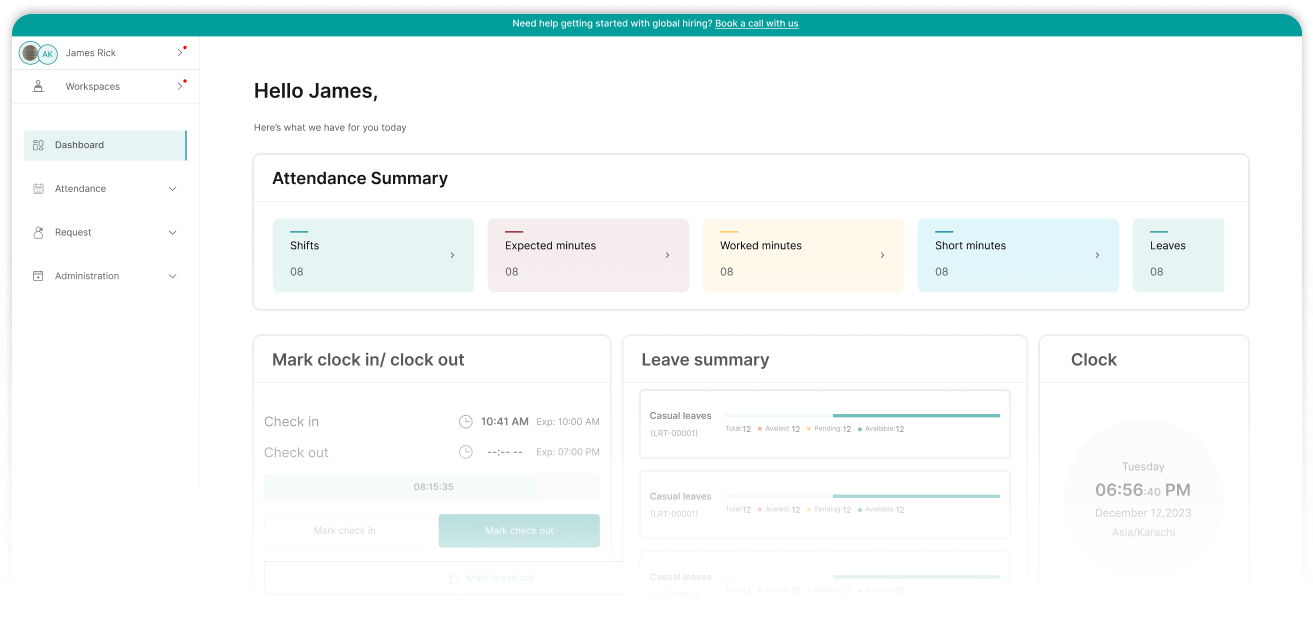 Need help getting started with global hiring? Book a call with us
AK
James Rick
Workspaces
Dashboard
Attendance
Request
Administration
Hello James,
Here's what we have for you today
Attendance Summary
Shifts
08
Expected minutes
08
Worked minutes
08
Short minutes
08
Leaves
08
Mark clock in/ clock out
Check in 10:41 AM Exp: 10:00 AM
Check out --:-- -- Exp: 07:00 PM
08:15:35
Mark check in
Mark check out
Mark break out
Leave summary
Casual leaves
(LRT-00001)
Total:12 Availed: 12 Pending: 12 Available:12
Casual leaves
(LRT-00001)
Total:12 Availed: 12 Pending: 12 Available:12
Casual leaves
Total:12 Availed: 12 Pending: 12 Available:12
Clock
Tuesday
06:56:40 PM
December 12,2023
Asia/Karachi